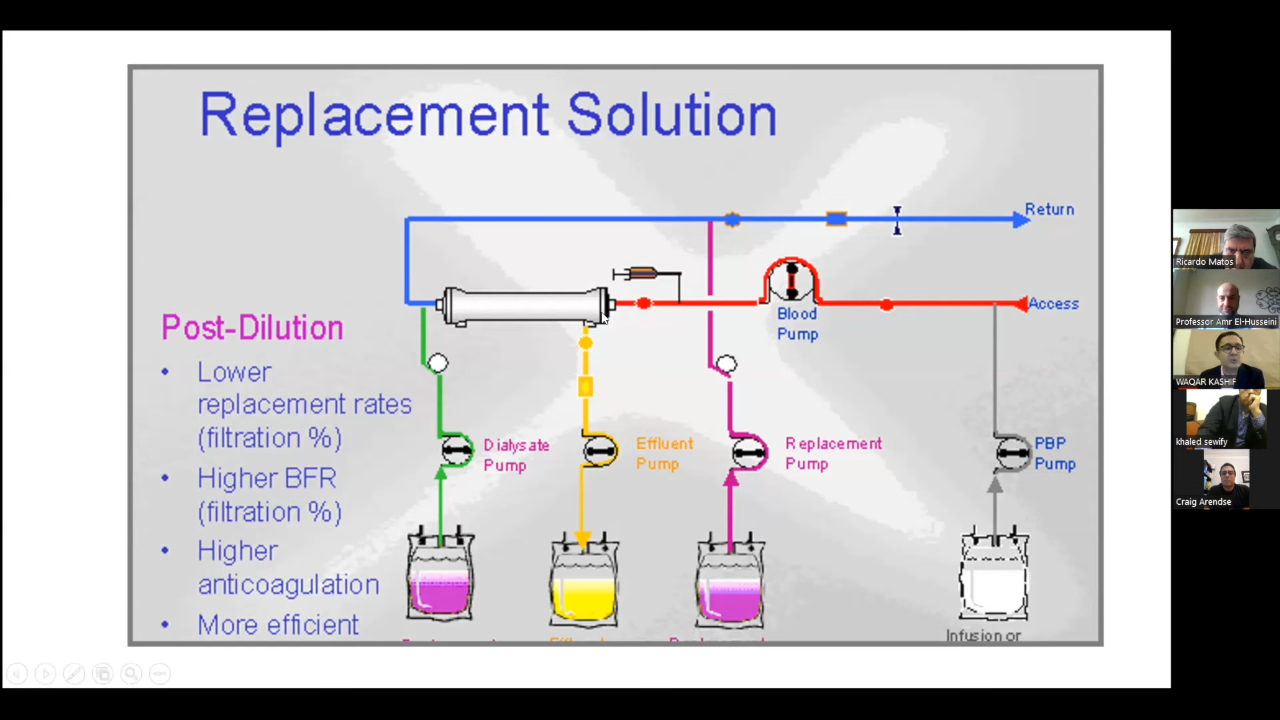 Replacement Solution
Return
Access
Blood
Pump
Post-Dilution
• Lower
replacement rates
(filtration %)
• Higher BFR
(filtration %)
• Higher
anticoagulation
• More efficient
Dialysate
Pump
Effluent
Pump
Replacement
Pump
PBP
Pump
Infusion or
Ricardo Matos
Professor Amr El-Husseini
WAQAR KASHIF
khaled sewify
Craig Arendse